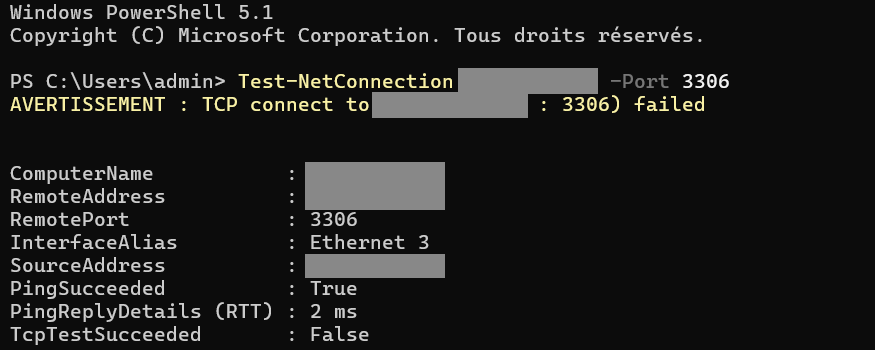 Windows PowerShell 5.1
Copyright (C) Microsoft Corporation. Tous droits réservés.
PS C:\Users\admin> Test-NetConnection -Port 3306
AVERTISSEMENT : TCP connect to : 3306) failed
ComputerName :
RemoteAddress :
RemotePort : 3306
InterfaceAlias : Ethernet 3
SourceAddress :
PingSucceeded : True
PingReplyDetails (RTT) : 2 ms
TcpTestSucceeded : False